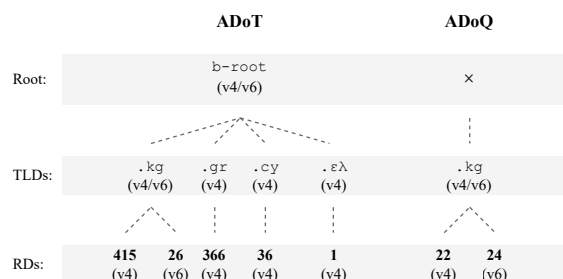 ADoT ADoQ
b-root
Root: ×
(v4/v6)
.kg .gr .cy .ελ .kg
TLDs:
(v4/v6) (v4) (v4) (v4) (v4/v6)
415 26 366 36 1 22 24
RDs:
(v4) (v6) (v4) (v4) (v4) (v4) (v6)